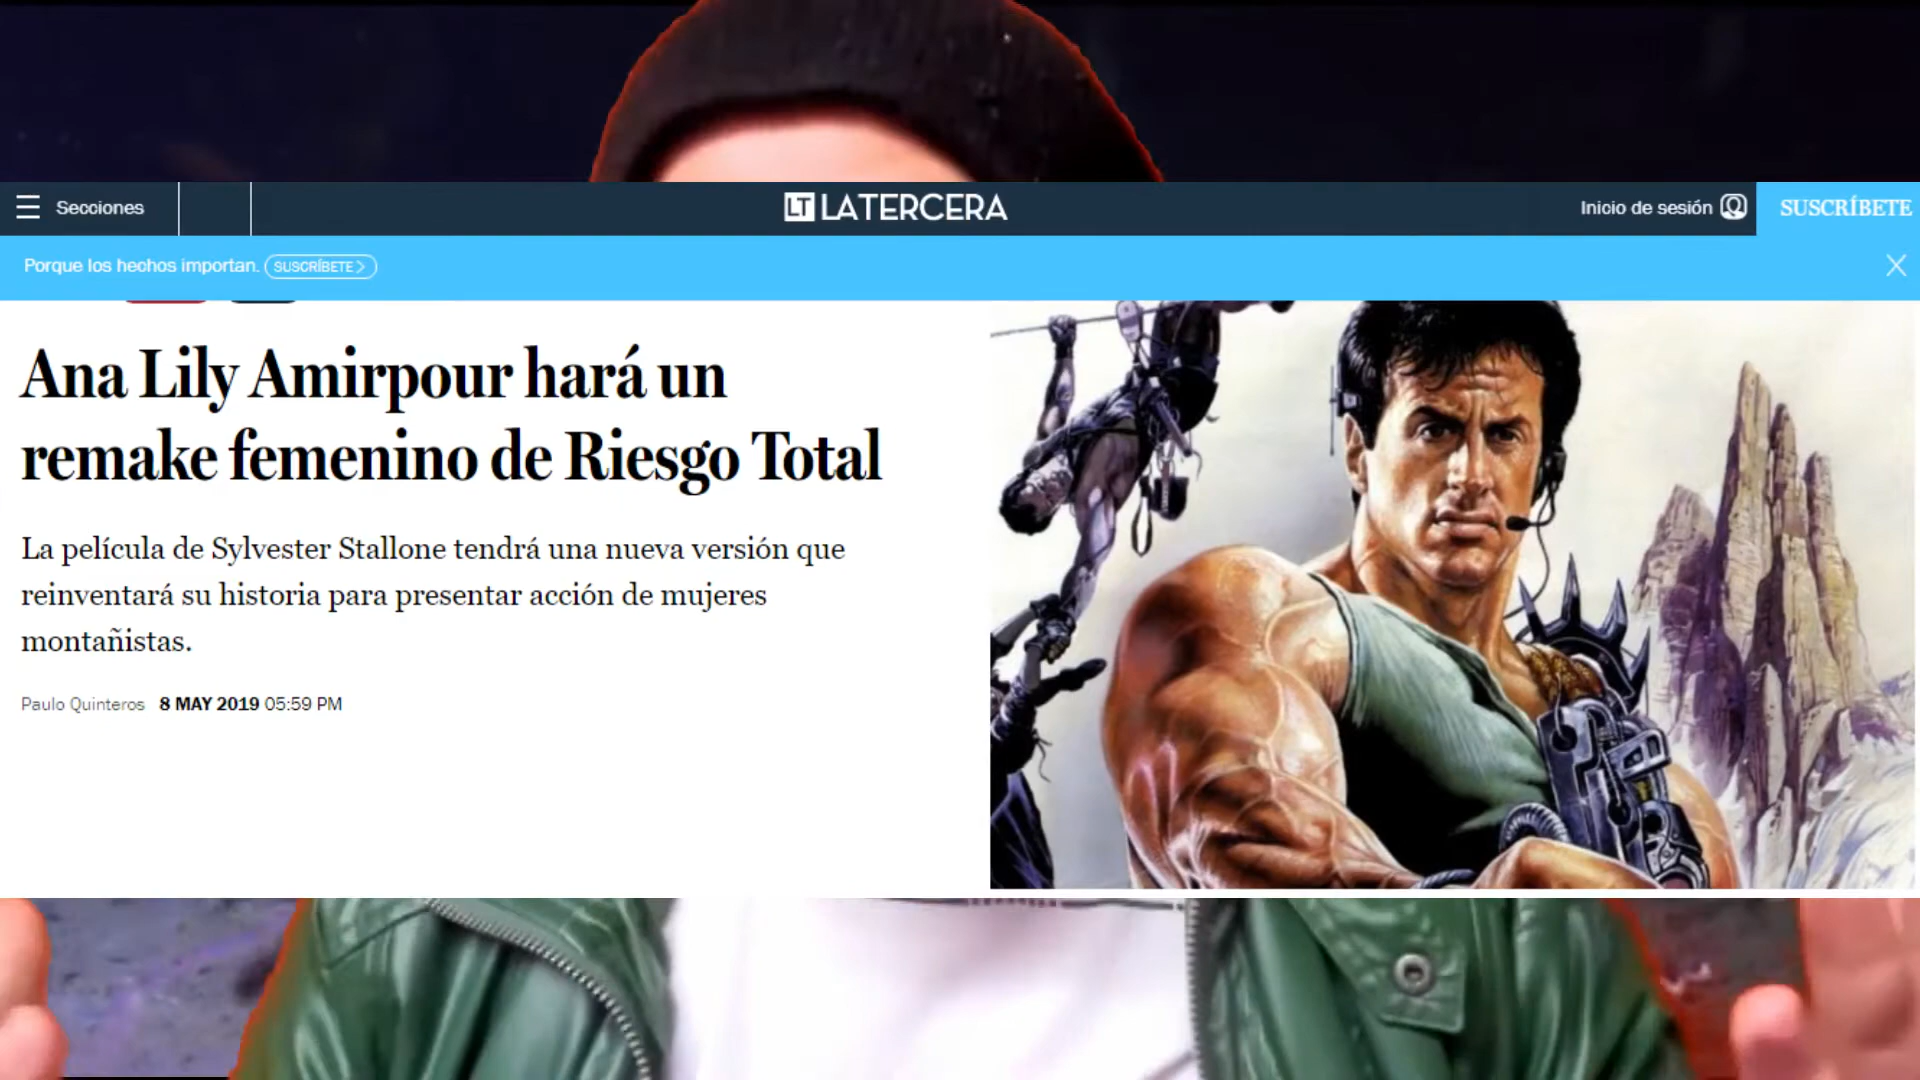 Secciones
LT LATERCERA
Inicio de sesión
SUSCRÍBETE
Porque los hechos importan. SUSCRÍBETE >
Ana Lily Amirpour hará un
remake femenino de Riesgo Total
La película de Sylvester Stallone tendrá una nueva versión que
reinventará su historia para presentar acción de mujeres
montañistas.
Paulo Quinteros 8 MAY 2019 05:59 PM